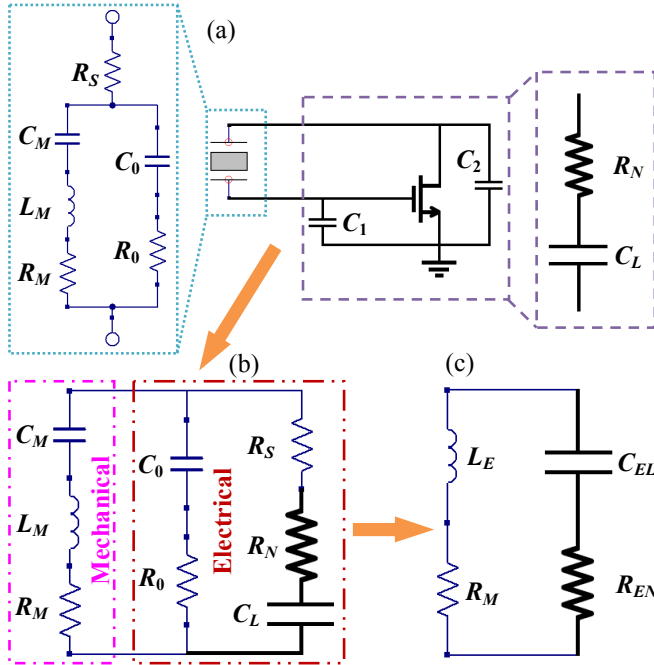 (a)
R_S
C_M
C_0
L_M
R_M
R_0
C_1
C_2
R_N
C_L
(b)
C_M
L_M
R_M
Mechanical
C_0
R_0
Electrical
R_S
R_N
C_L
(c)
L_E
R_M
C_EL
R_EN